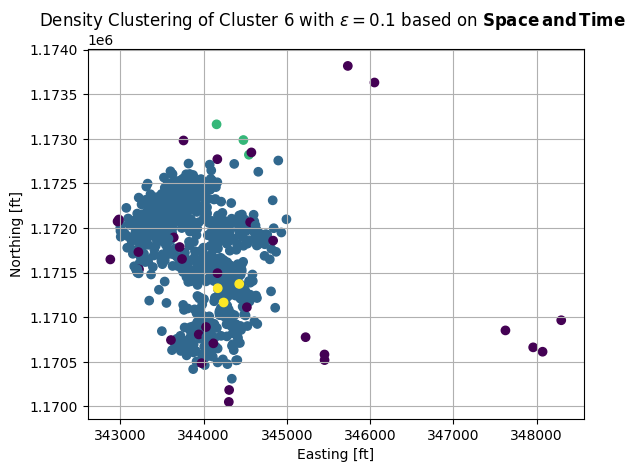 Density Clustering of Cluster 6 with ε = 0.1 based on Space and Time
1e6
1.1740
1.1735
1.1730
1.1725
1.1720
1.1715
1.1710
1.1705
1.1700
Northing [ft]
343000 344000 345000 346000 347000 348000
Easting [ft]